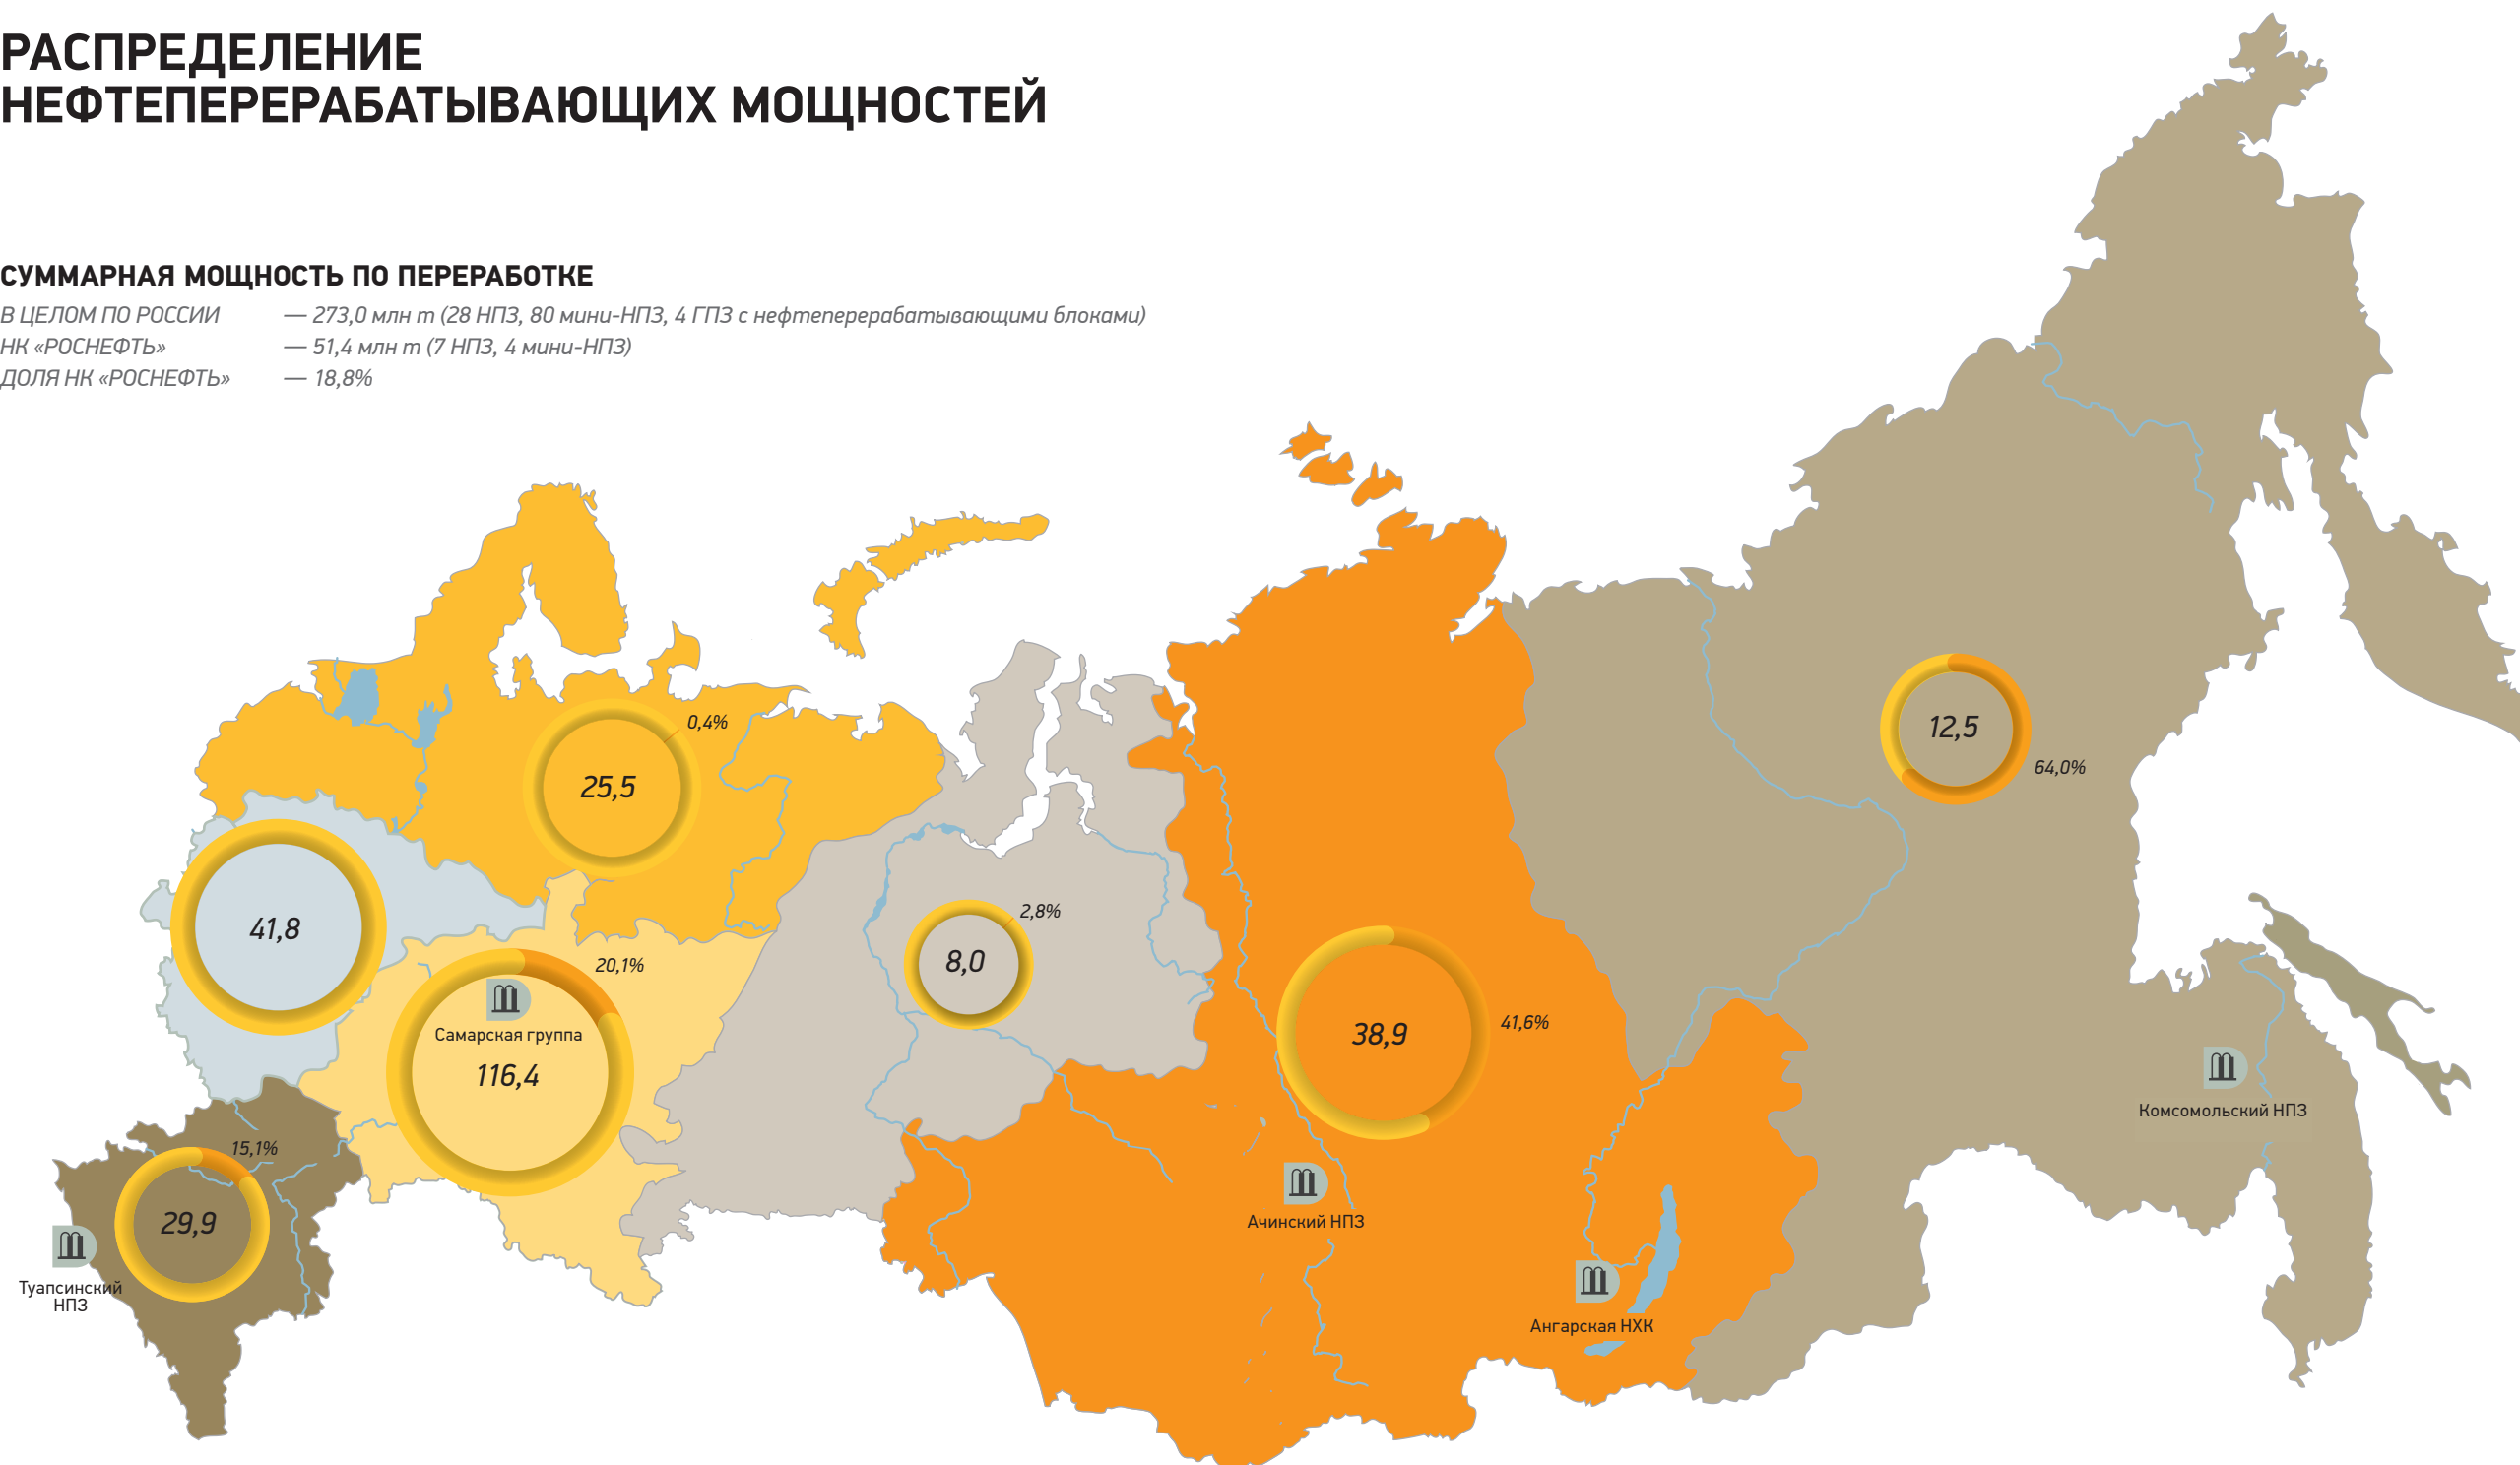 РАСПРЕДЕЛЕНИЕ
НЕФТЕПЕРЕРАБАТЫВАЮЩИХ МОЩНОСТЕЙ
СУММАРНАЯ МОЩНОСТЬ ПО ПЕРЕРАБОТКЕ
В ЦЕЛОМ ПО РОССИИ — 273,0 млн т (28 НПЗ, 80 мини-НПЗ, 4 ГПЗ с нефтеперерабатывающими блоками)
НК «РОСНЕФТЬ» — 51,4 млн т (7 НПЗ, 4 мини-НПЗ)
ДОЛЯ НК «РОСНЕФТЬ» — 18,8%
0,4%
25,5
12,5
64,0%
41,8
2,8%
8,0
20,1%
Самарская группа
116,4
38,9
41,6%
Комсомольский НПЗ
15,1%
29,9
Ачинский НПЗ
Туапсинский
НПЗ
Ангарская НХК